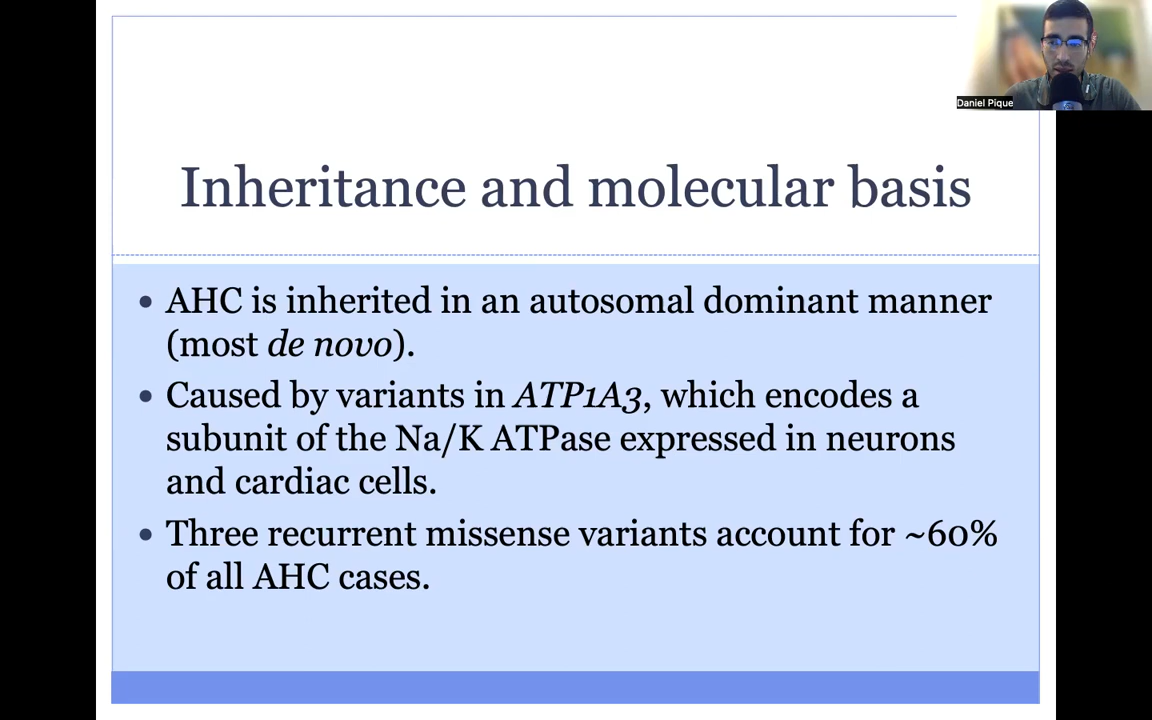 Daniel Pique
Inheritance and molecular basis
• AHC is inherited in an autosomal dominant manner
(most de novo).
• Caused by variants in ATP1A3, which encodes a
subunit of the Na/K ATPase expressed in neurons
and cardiac cells.
• Three recurrent missense variants account for ~60%
of all AHC cases.